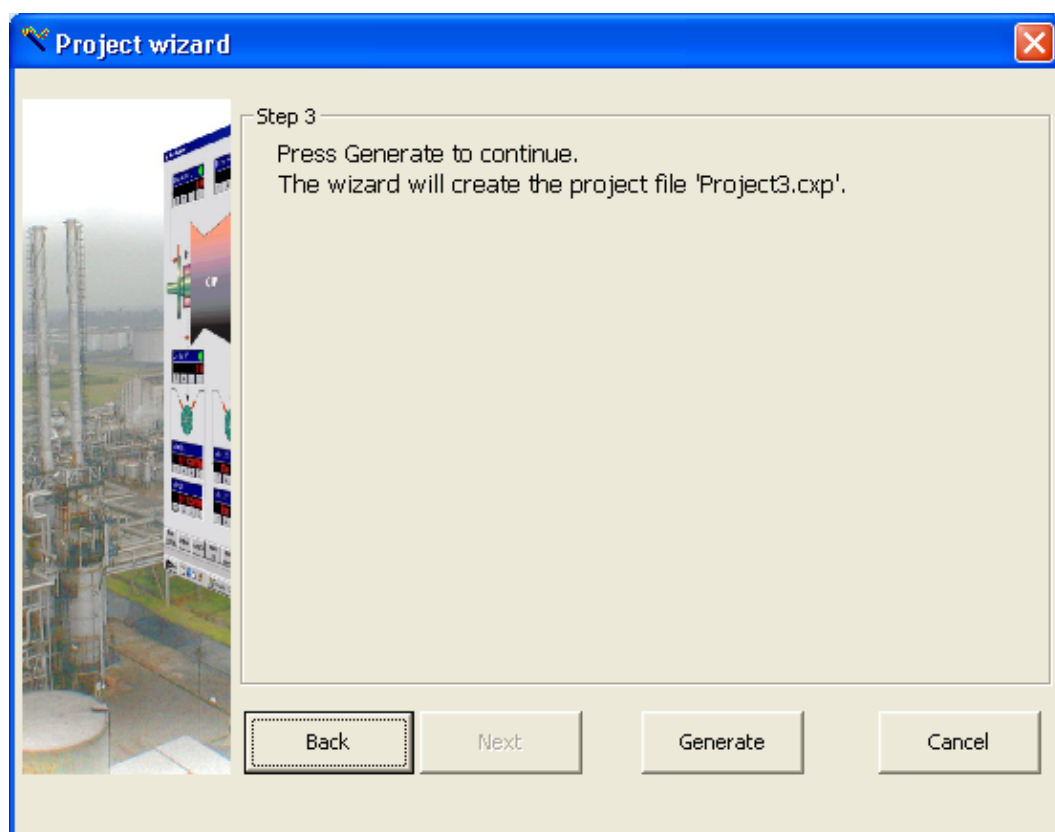 Project wizard
Step 3
Press Generate to continue.
The wizard will create the project file 'Project3.cxp'.
Back
Next
Generate
Cancel